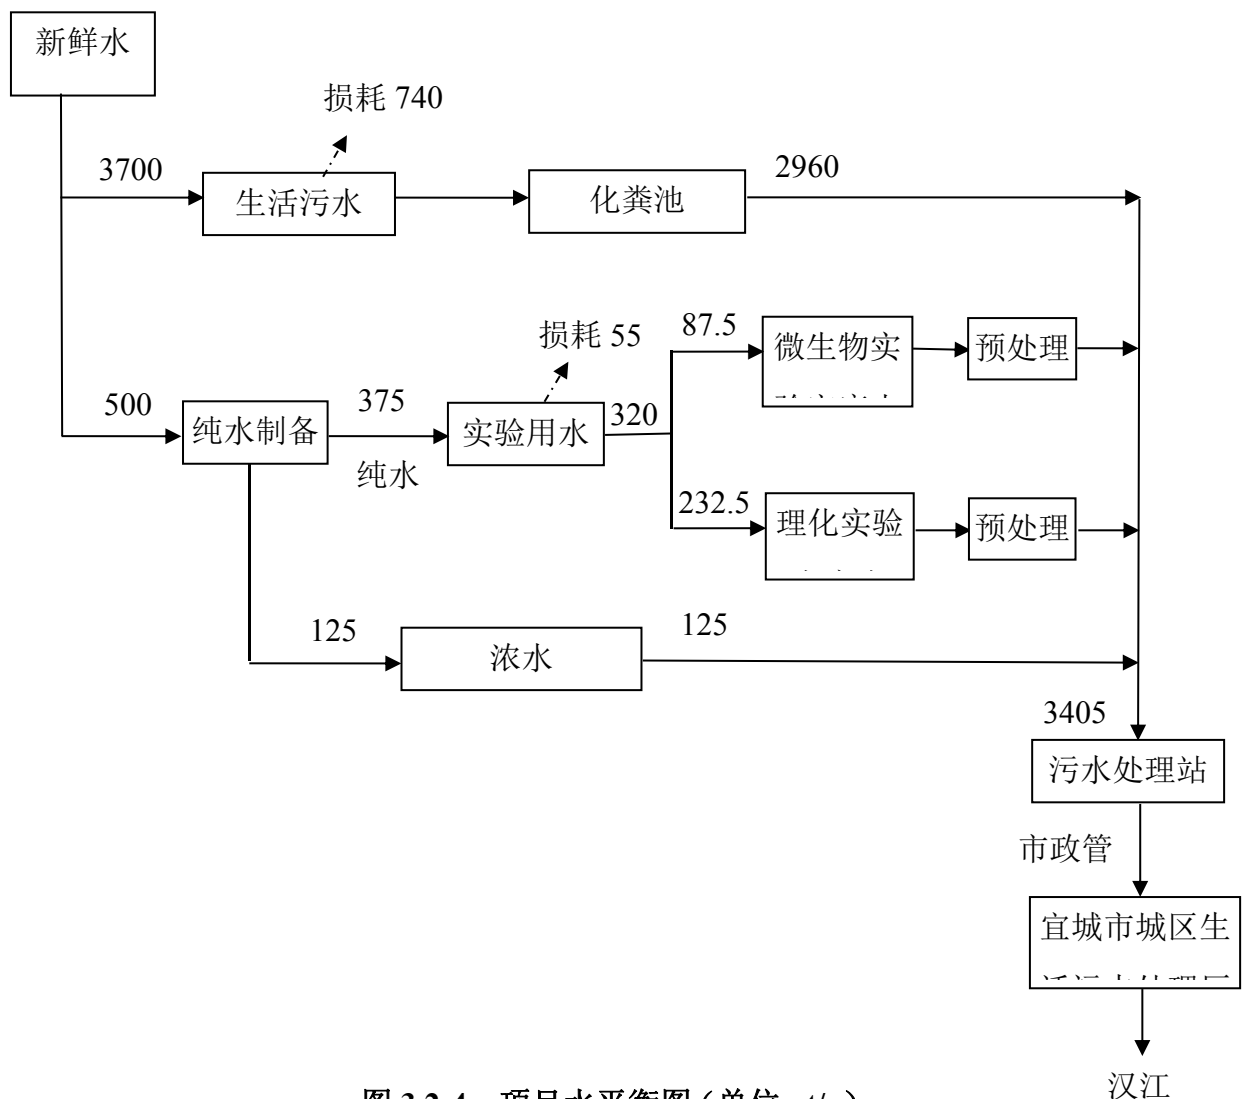 新鲜水
损耗 740
3700
生活污水
化粪池
2960
500
纯水制备
375
纯水
损耗 55
实验用水
320
87.5
微生物实
预处理
232.5
理化实验
预处理
125
浓水
125
3405
污水处理站
市政管
宜城市城区生
汉江
图 3.2-4 项目水平衡图（单位：t/a）